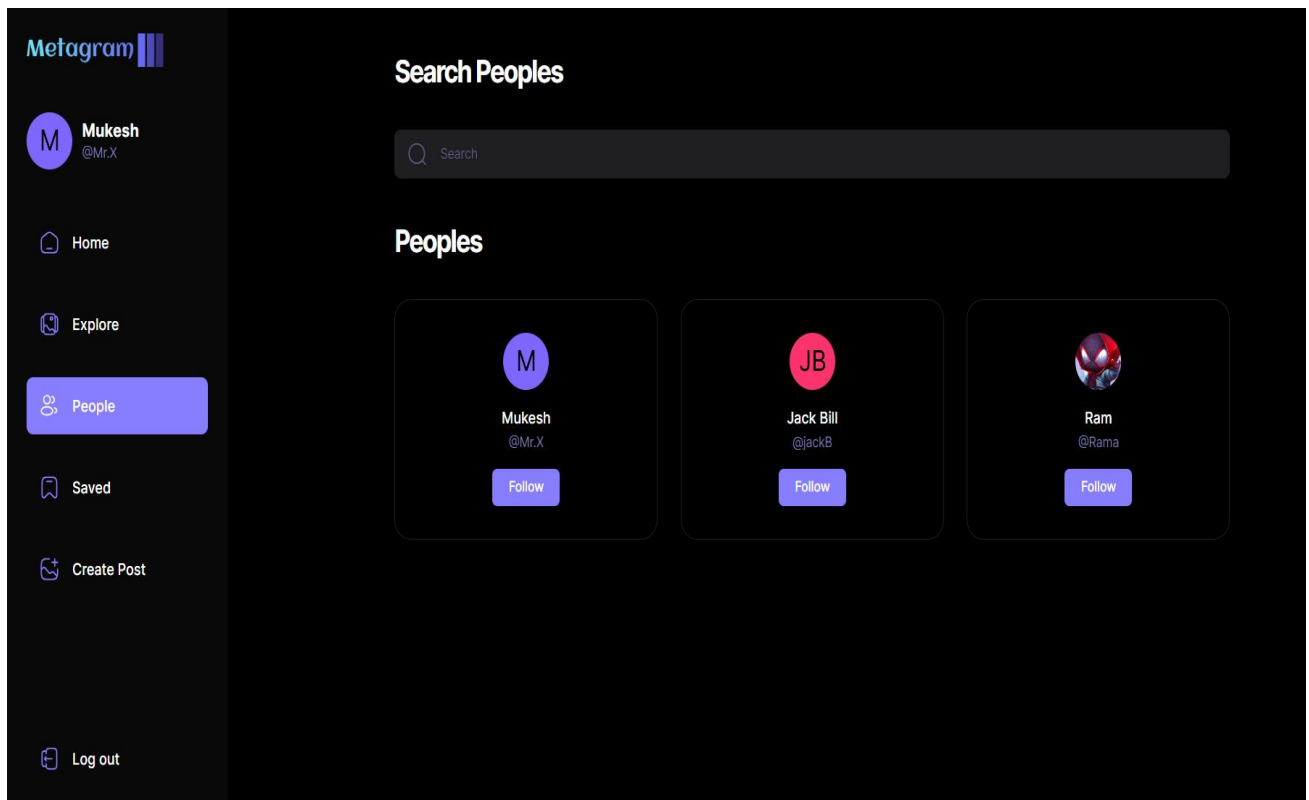 Metagram
M
Mukesh
@Mr.X
Home
Explore
People
Saved
Create Post
Log out
Search Peoples
Search
Peoples
M
Mukesh
@Mr.X
Follow
JB
Jack Bill
@jackB
Follow
Ram
@Rama
Follow